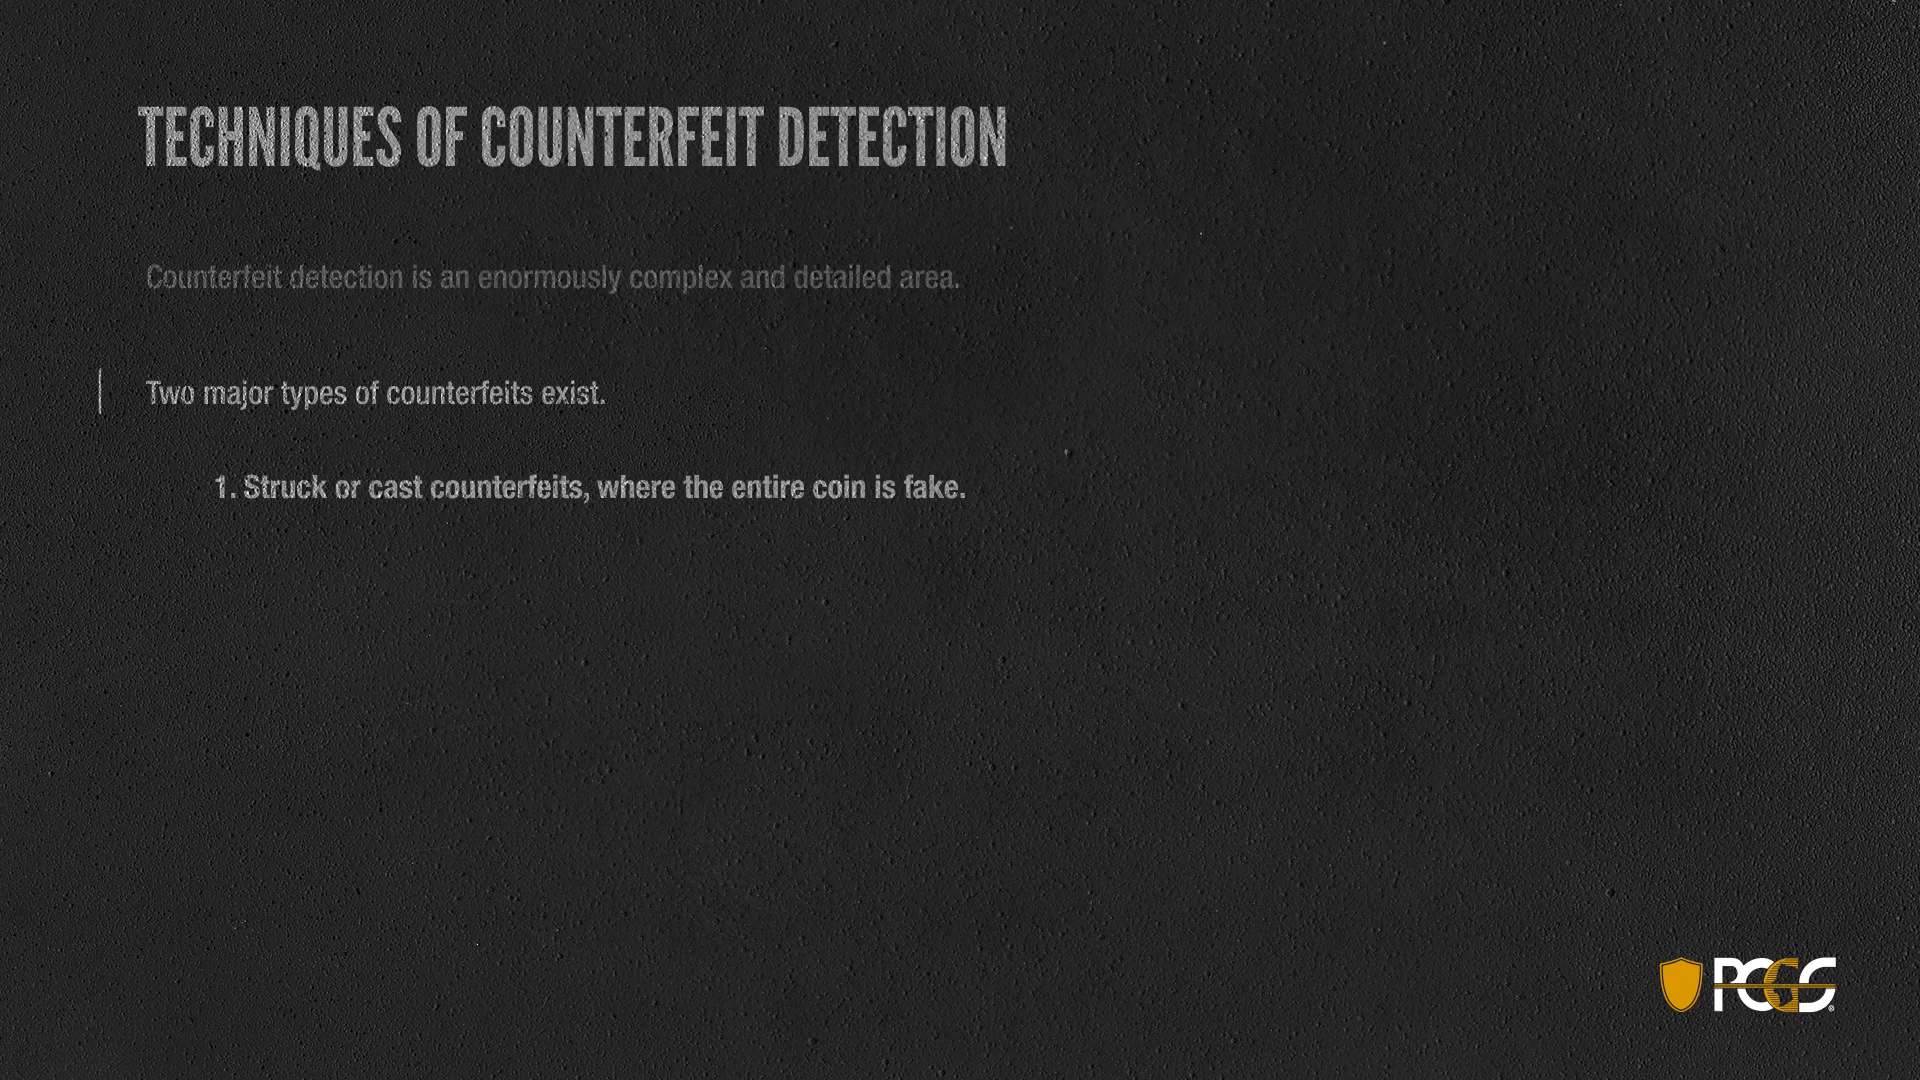 TECHNIQUES OF COUNTERFEIT DETECTION
Counterfeit detection is an enormously complex and detailed area.
Two major types of counterfeits exist.
1. Struck or cast counterfeits, where the entire coin is fake.
PCGS®